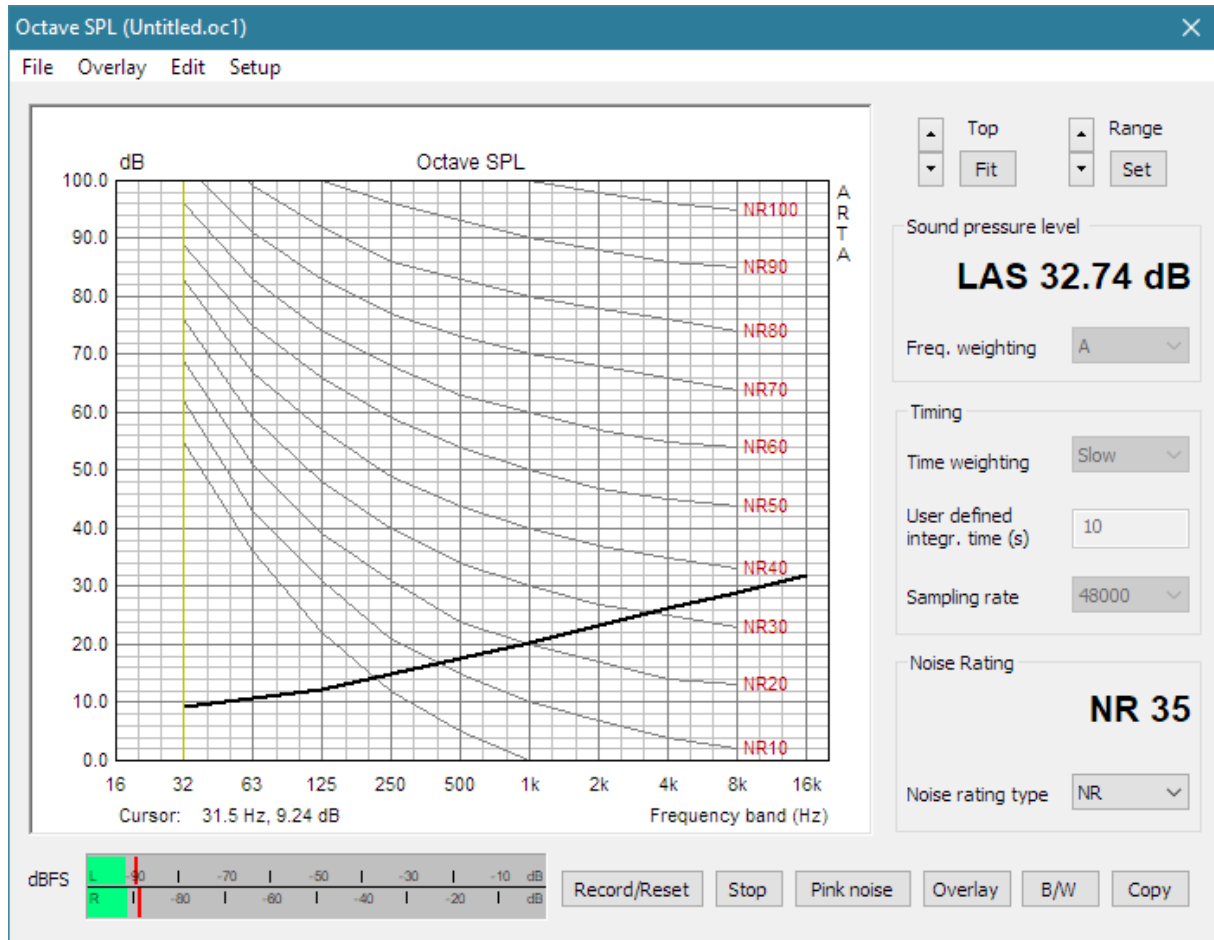 Octave SPL (Untitled.oc1)
File Overlay Edit Setup
dB
Octave SPL
100.0
90.0
80.0
70.0
60.0
50.0
40.0
30.0
20.0
10.0
0.0
NR100
NR90
NR80
NR70
NR60
NR50
NR40
NR30
NR20
NR10
A
R
T
A
16 32 63 125 250 500 1k 2k 4k 8k 16k
Cursor: 31.5 Hz, 9.24 dB
Frequency band (Hz)
Top
Fit
Range
Set
Sound pressure level
LAS 32.74 dB
Freq. weighting A
Timing
Time weighting Slow
User defined
integr. time (s) 10
Sampling rate 48000
Noise Rating
NR 35
Noise rating type NR
dBFS
L -90 -70 -50 -30 -10 dB
R -80 -60 -40 -20 dB
Record/Reset Stop Pink noise Overlay B/W Copy